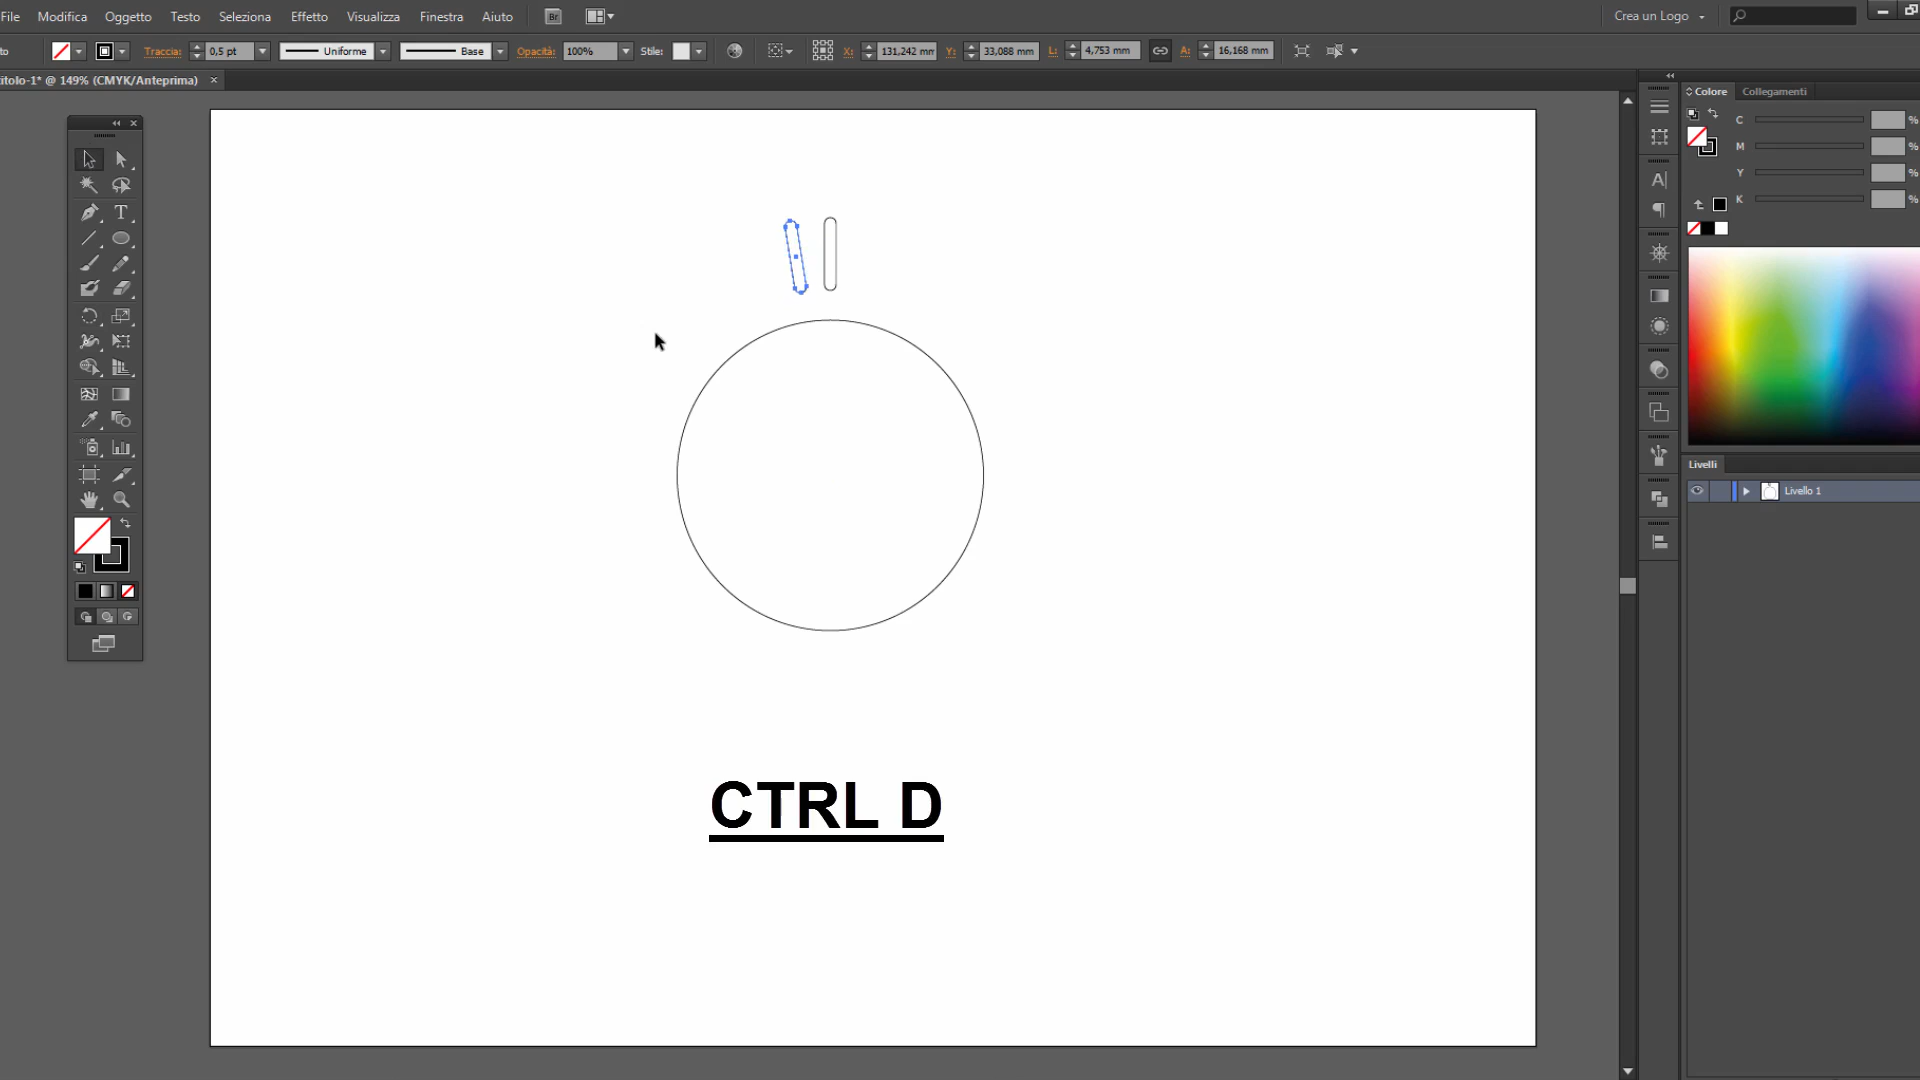 File Modifica Oggetto Testo Seleziona Effetto Visualizza Finestra Aiuto Br Crea un Logo
to Traccia: 0,5 pt Uniforme Base Opacità: 100% Stile: X: 131,242 mm Y: 33,088 mm L: 4,753 mm A: 16,168 mm
itolo-1* @ 149% (CMYK/Anteprima) ×
Colore Collegamenti
C %
M %
Y %
K %
Livelli
Livello 1
CTRL D